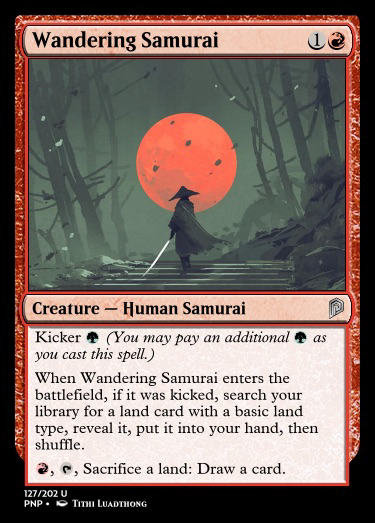 Wandering Samurai 1
Creature — Human Samurai
Kicker (You may pay an additional as
you cast this spell.)
When Wandering Samurai enters the
battlefield, if it was kicked, search your
library for a land card with a basic land
type, reveal it, put it into your hand, then
shuffle.
, , Sacrifice a land: Draw a card.
127/202 U
PNP • Tithi Luadthong